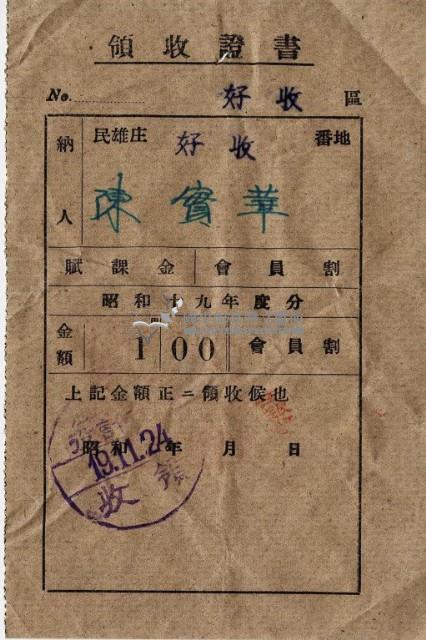 領收證書
No. 好收 區
納人 民雄庄 好收 番地
陳寶華
賦課金 會員割
昭和十九年度分
金額 1 00 會員割
上記金額正ニ領收候也
昭和 年 月 日
19.11.24
收